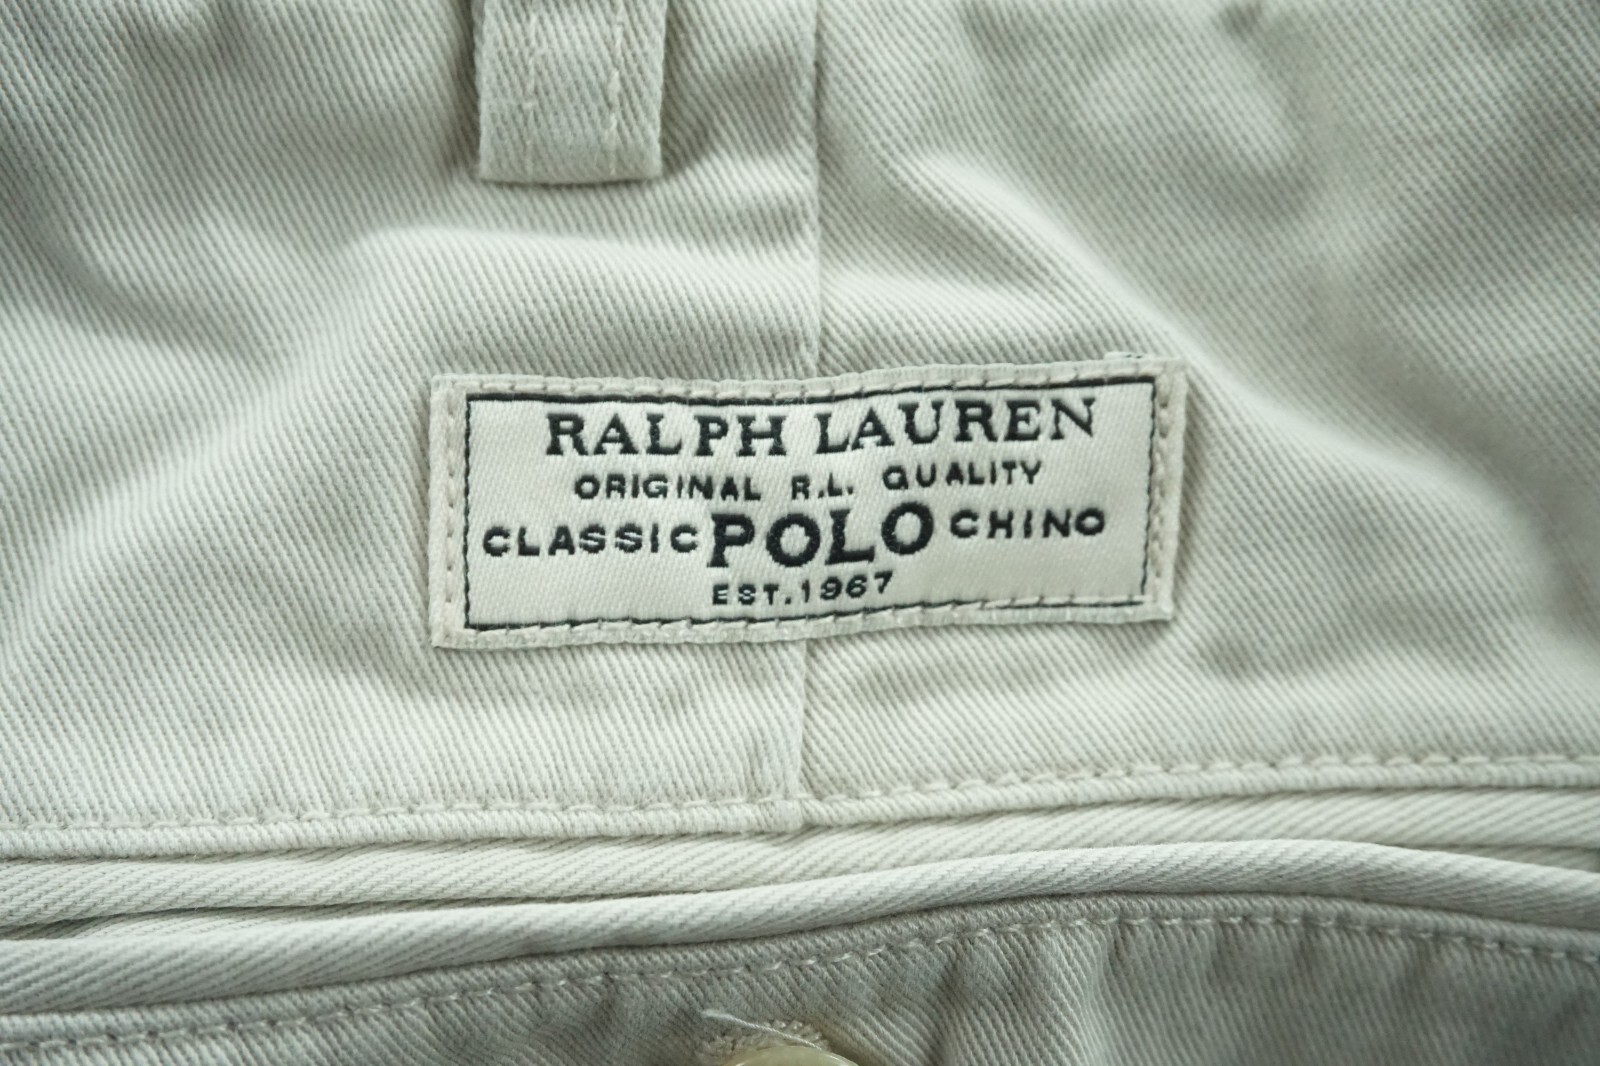 RALPH LAUREN
ORIGINAL R.L. QUALITY
CLASSIC POLO CHINO
EST.1967